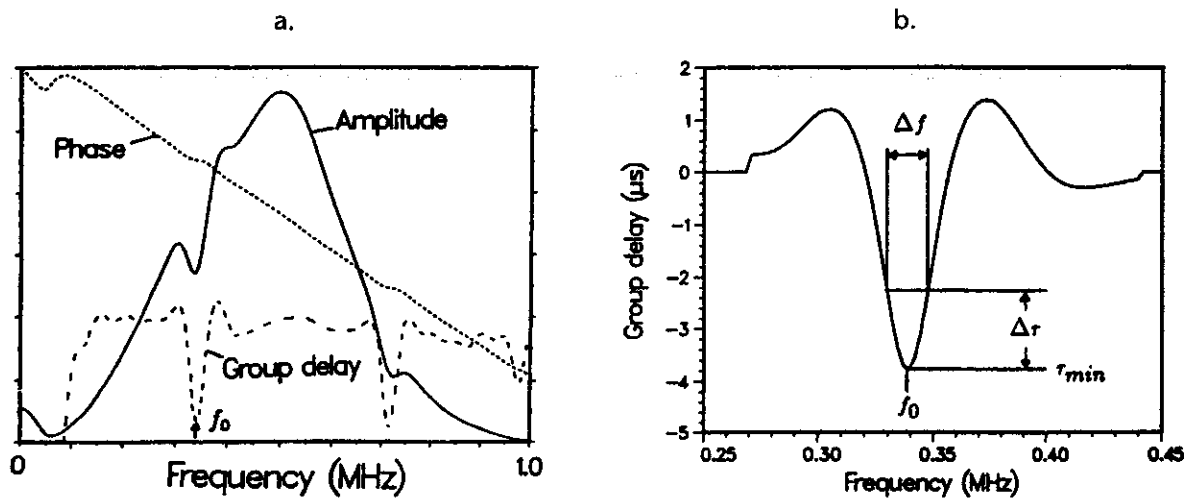 a.
Phase
Amplitude
Group delay
f₀
0
1.0
Frequency (MHz)
b.
2
1
0
−1
−2
−3
−4
−5
Group delay (μs)
Δf
Δτ
τmin
f₀
0.25
0.30
0.35
0.40
0.45
Frequency (MHz)